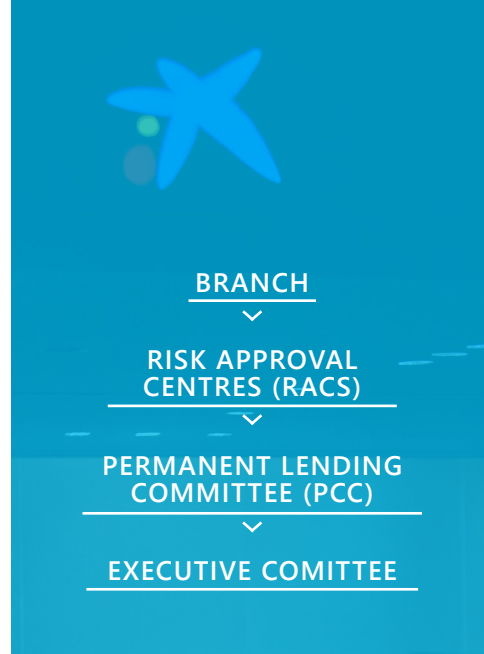 BRANCH
RISK APPROVAL
CENTRES (RACS)
PERMANENT LENDING
COMMITTEE (PCC)
EXECUTIVE COMITTEE